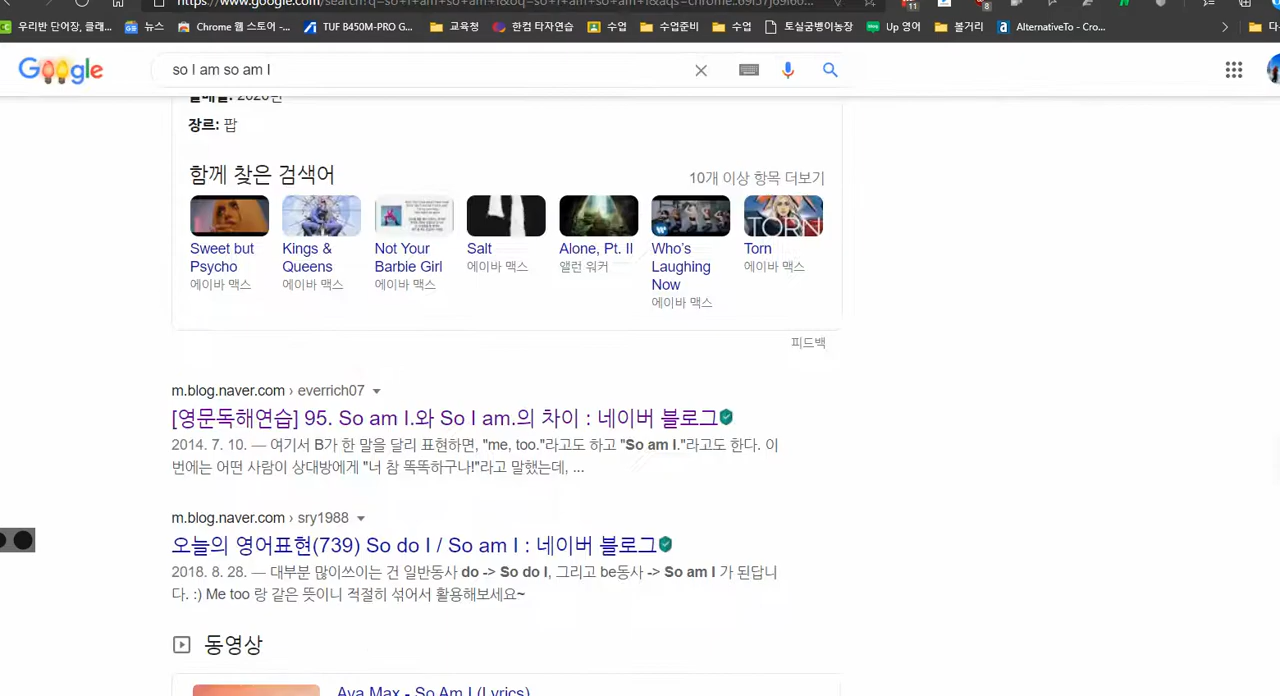 우리반 단어장, 클래... 뉴스 Chrome 웹 스토어 -... TUF B450M-PRO G... 교육청 한컴 타자연습 수업 수업준비 수업 토실굼벵이농장 Up 영어 볼거리 AlternativeTo - Cro...
Google so I am so am I
장르: 팝
함께 찾은 검색어 10개 이상 항목 더보기
TORN
Sweet but Kings & Not Your Salt Alone, Pt. II Who's Torn
Psycho Queens Barbie Girl 에이바 맥스 앨런 워커 Laughing 에이바 맥스
에이바 맥스 에이바 맥스 에이바 맥스 Now
에이바 맥스
피드백
m.blog.naver.com › everrich07
[영문독해연습] 95. So am I.와 So I am.의 차이 : 네이버 블로그
2014. 7. 10. — 여기서 B가 한 말을 달리 표현하면, "me, too."라고도 하고 "So am I."라고도 한다. 이
번에는 어떤 사람이 상대방에게 "너 참 똑똑하구나!"라고 말했는데, ...
m.blog.naver.com › sry1988
오늘의 영어표현(739) So do I / So am I : 네이버 블로그
2018. 8. 28. — 대부분 많이쓰이는 건 일반동사 do -> So do I, 그리고 be동사 -> So am I 가 된답니
다. :) Me too 랑 같은 뜻이니 적절히 섞어서 활용해보세요~
동영상
Ava Max - So Am I (Lyrics)